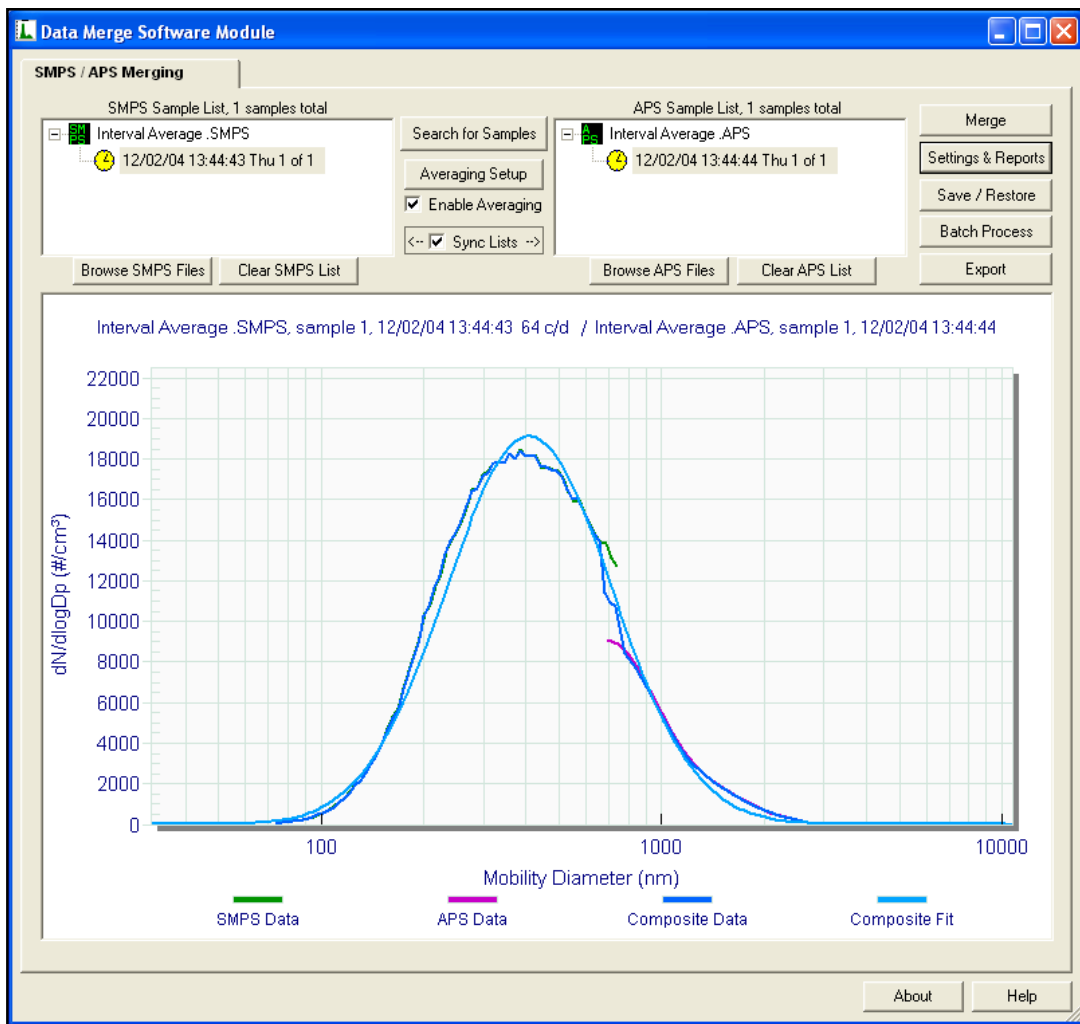 Data Merge Software Module
SMPS / APS Merging
SMPS Sample List, 1 samples total
APS Sample List, 1 samples total
SM PS
Interval Average .SMPS
12/02/04 13:44:43 Thu 1 of 1
Search for Samples
Averaging Setup
Enable Averaging
<-- Sync Lists -->
A PS
Interval Average .APS
12/02/04 13:44:44 Thu 1 of 1
Merge
Settings & Reports
Save / Restore
Batch Process
Export
Browse SMPS Files
Clear SMPS List
Browse APS Files
Clear APS List
Interval Average .SMPS, sample 1, 12/02/04 13:44:43 64 c/d / Interval Average .APS, sample 1, 12/02/04 13:44:44
dN/dlogDp (#/cm³)
22000
20000
18000
16000
14000
12000
10000
8000
6000
4000
2000
0
100
1000
10000
Mobility Diameter (nm)
SMPS Data
APS Data
Composite Data
Composite Fit
About
Help